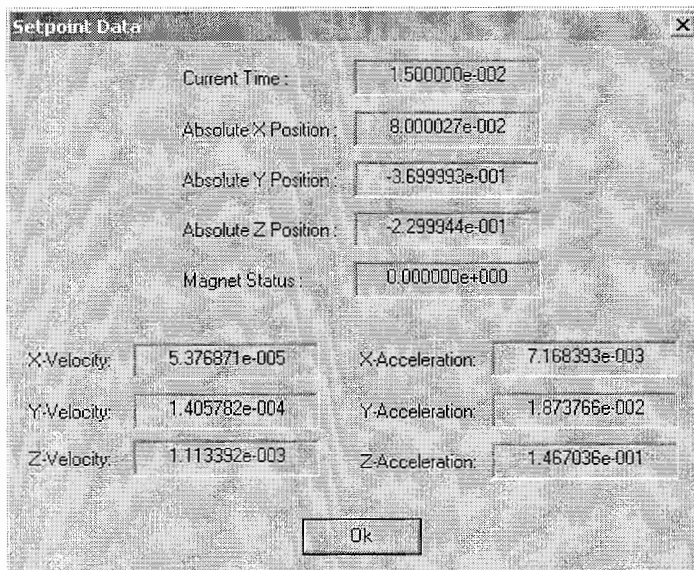 Setpoint Data
Current Time : 1.500000e-002
Absolute X Position : 8.000027e-002
Absolute Y Position : -3.699993e-001
Absolute Z Position : -2.299944e-001
Magnet Status : 0.000000e+000
X-Velocity: 5.376871e-005 X-Acceleration: 7.168393e-003
Y-Velocity: 1.405782e-004 Y-Acceleration: 1.873766e-002
Z-Velocity: 1.113392e-003 Z-Acceleration: 1.467036e-001
Ok